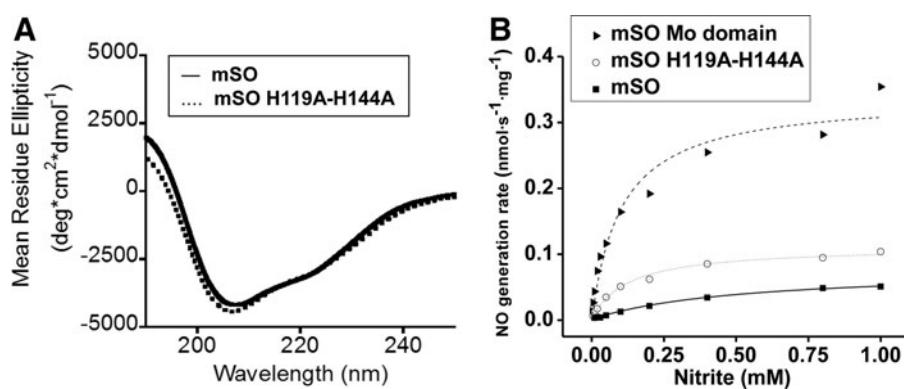 A
Mean Residue Ellipticity
(deg*cm²*dmol⁻¹)
5000
2500
0
-2500
-5000
mSO
mSO H119A-H144A
200
220
240
Wavelength (nm)
B
NO generation rate (nmol·s⁻¹·mg⁻¹)
0.4
0.3
0.2
0.1
0.0
mSO Mo domain
mSO H119A-H144A
mSO
0.00
0.25
0.50
0.75
1.00
Nitrite (mM)